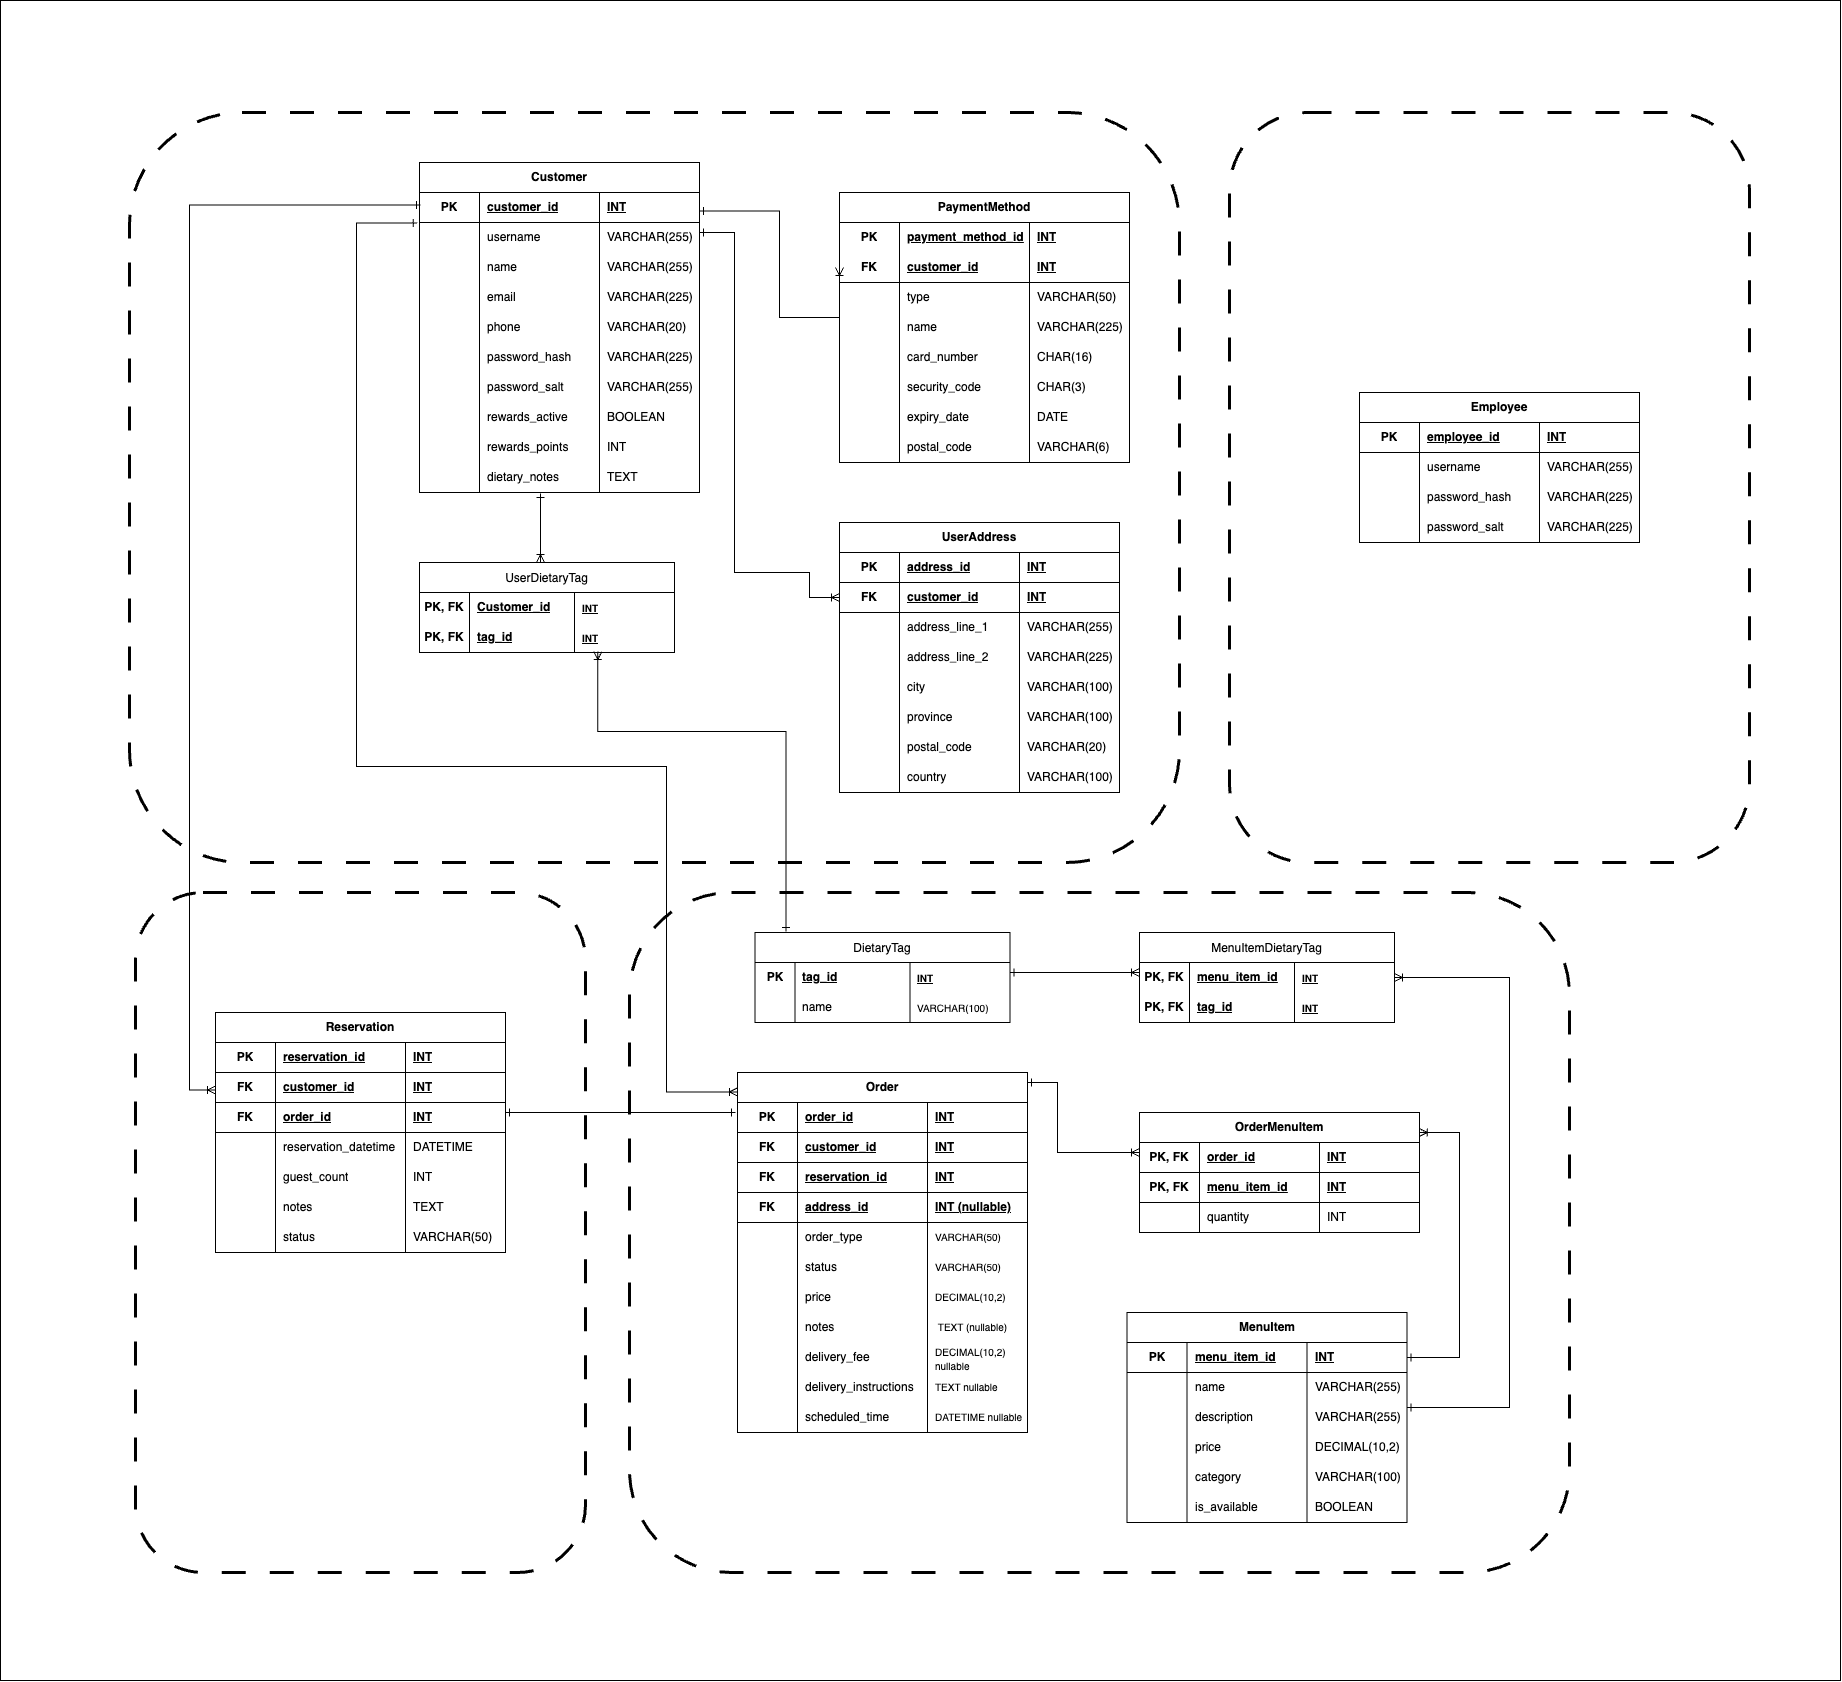 Customer
PK customer_id INT
username VARCHAR(255)
name VARCHAR(255)
email VARCHAR(225)
phone VARCHAR(20)
password_hash VARCHAR(225)
password_salt VARCHAR(255)
rewards_active BOOLEAN
rewards_points INT
dietary_notes TEXT
PaymentMethod
PK payment_method_id INT
FK customer_id INT
type VARCHAR(50)
name VARCHAR(225)
card_number CHAR(16)
security_code CHAR(3)
expiry_date DATE
postal_code VARCHAR(6)
Employee
PK employee_id INT
username VARCHAR(255)
password_hash VARCHAR(225)
password_salt VARCHAR(225)
UserDietaryTag
PK, FK Customer_id INT
PK, FK tag_id INT
UserAddress
PK address_id INT
FK customer_id INT
address_line_1 VARCHAR(255)
address_line_2 VARCHAR(225)
city VARCHAR(100)
province VARCHAR(100)
postal_code VARCHAR(20)
country VARCHAR(100)
Reservation
PK reservation_id INT
FK customer_id INT
FK order_id INT
reservation_datetime DATETIME
guest_count INT
notes TEXT
status VARCHAR(50)
DietaryTag
PK tag_id INT
name VARCHAR(100)
MenuItemDietaryTag
PK, FK menu_item_id INT
PK, FK tag_id INT
Order
PK order_id INT
FK customer_id INT
FK reservation_id INT
FK address_id INT (nullable)
order_type VARCHAR(50)
status VARCHAR(50)
price DECIMAL(10,2)
notes TEXT (nullable)
delivery_fee DECIMAL(10,2)
nullable
delivery_instructions TEXT nullable
scheduled_time DATETIME nullable
OrderMenuItem
PK, FK order_id INT
PK, FK menu_item_id INT
quantity INT
MenuItem
PK menu_item_id INT
name VARCHAR(255)
description VARCHAR(255)
price DECIMAL(10,2)
category VARCHAR(100)
is_available BOOLEAN